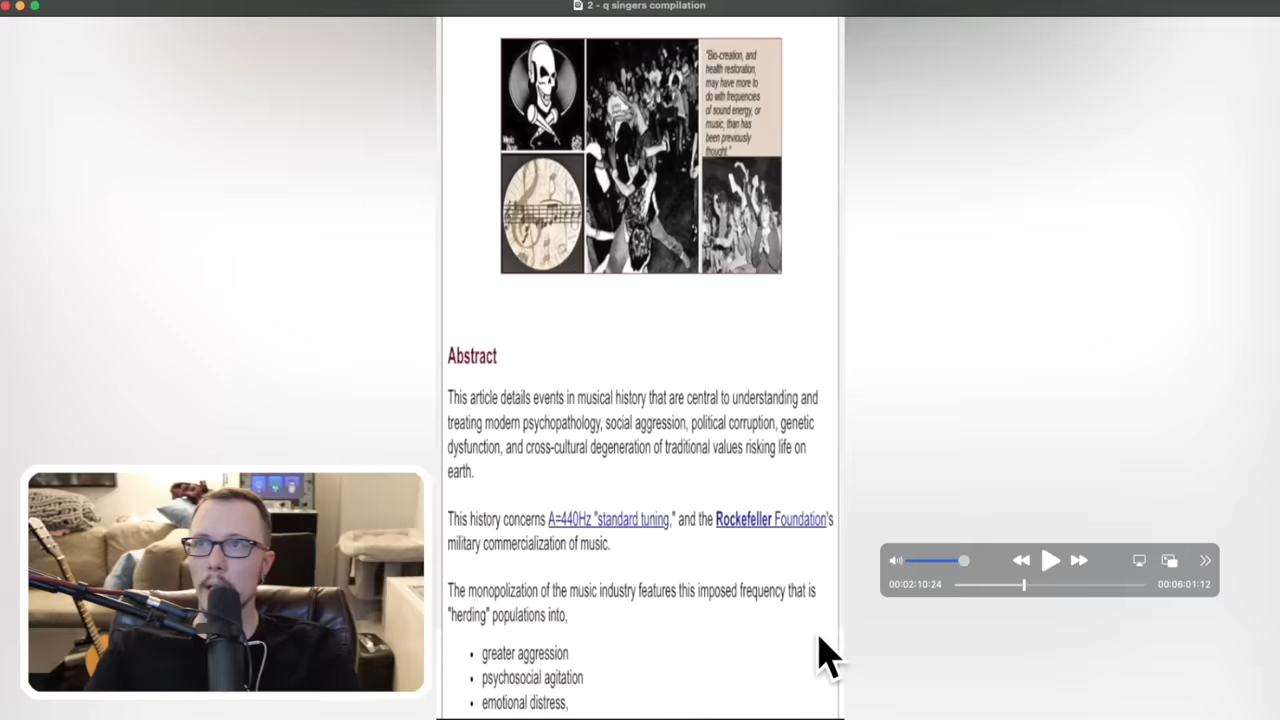 2 - q singers compilation
"Bio-creation, and
health restoration,
may have more to
do with frequencies
of sound energy, or
music, than has
been previously
thought."
Abstract
This article details events in musical history that are central to understanding and
treating modern psychopathology, social aggression, political corruption, genetic
dysfunction, and cross-cultural degeneration of traditional values risking life on
earth.
This history concerns A=440Hz "standard tuning," and the Rockefeller Foundation's
military commercialization of music.
The monopolization of the music industry features this imposed frequency that is
"herding" populations into,
• greater aggression
• psychosocial agitation
• emotional distress,
00:02:10:24
00:06:01:12